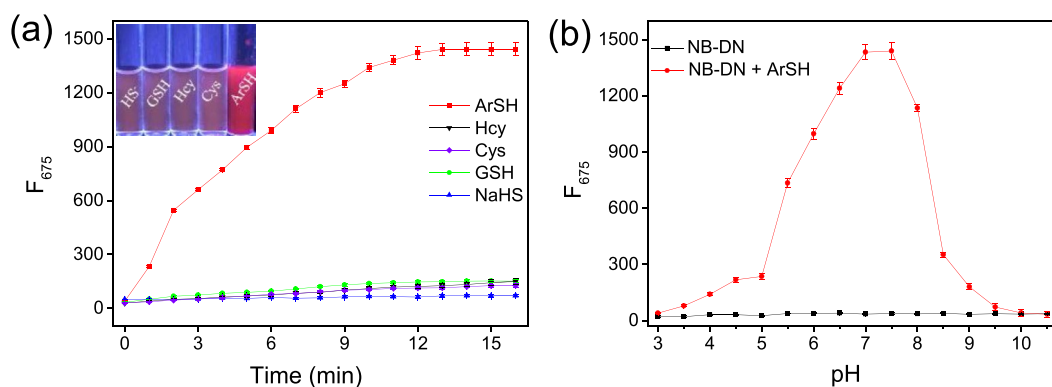 (a)
1500
1200
900
600
300
0
F675
HS-
GSH
Hcy
Cys
ArSH
ArSH
Hcy
Cys
GSH
NaHS
0 3 6 9 12 15
Time (min)
(b)
1500
1200
900
600
300
0
F675
NB-DN
NB-DN + ArSH
3 4 5 6 7 8 9 10
pH